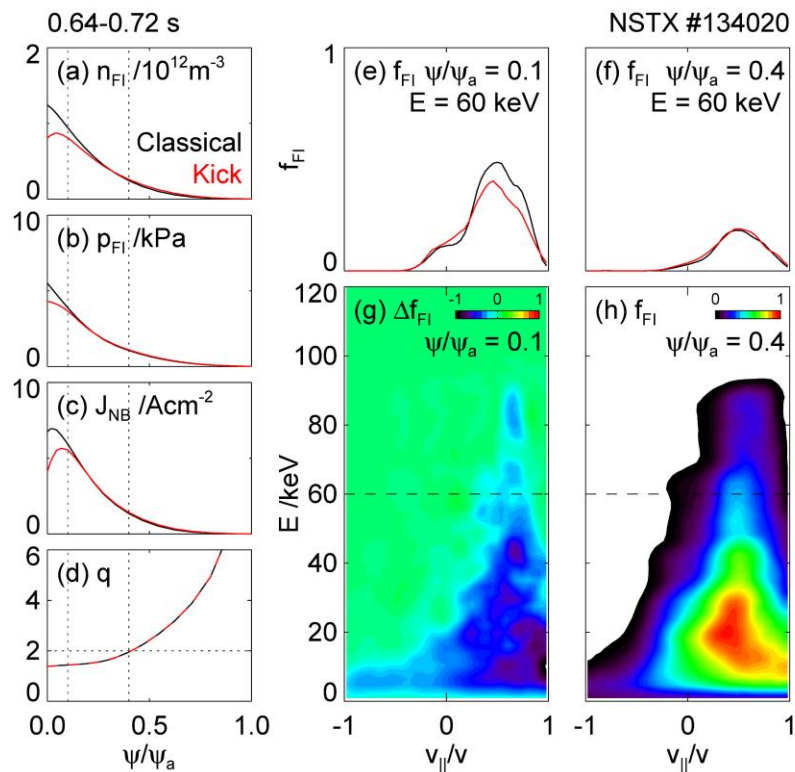 0.64-0.72 s
NSTX #134020
2
(a) n_FI /10^12 m^-3
Classical
Kick
0
10
(b) p_FI /kPa
0
10
(c) J_NB /Acm^-2
0
6
(d) q
4
2
0
0.0 0.5 1.0
ψ/ψ_a
1
(e) f_FI ψ/ψ_a = 0.1
E = 60 keV
f_FI
0
(f) f_FI ψ/ψ_a = 0.4
E = 60 keV
120
100
80
60
40
20
0
E /keV
(g) Δf_FI
-1 0 1
ψ/ψ_a = 0.1
-1 0 1
v_||/v
(h) f_FI
0 1
ψ/ψ_a = 0.4
-1 0 1
v_||/v